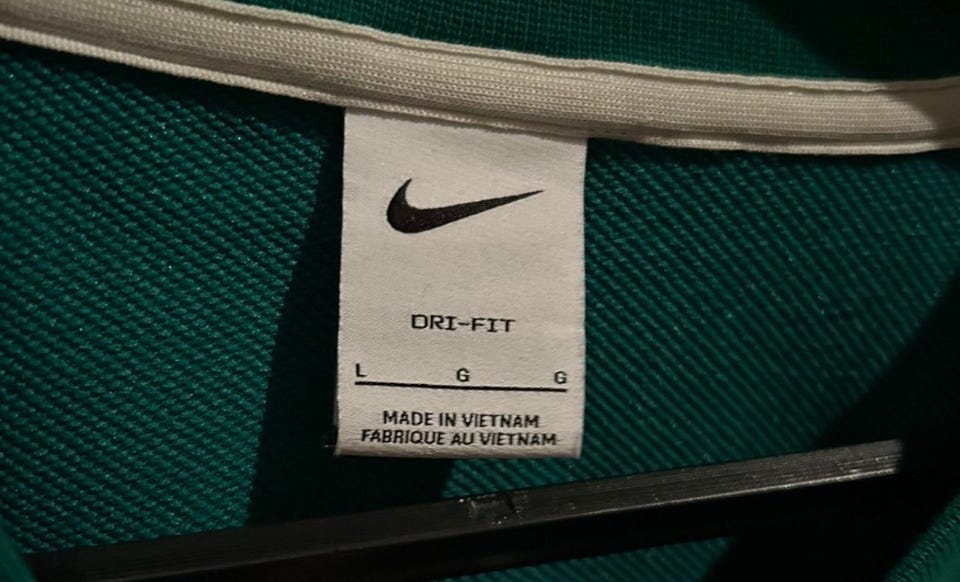 DRI-FIT
L G G
MADE IN VIETNAM
FABRIQUE AU VIETNAM